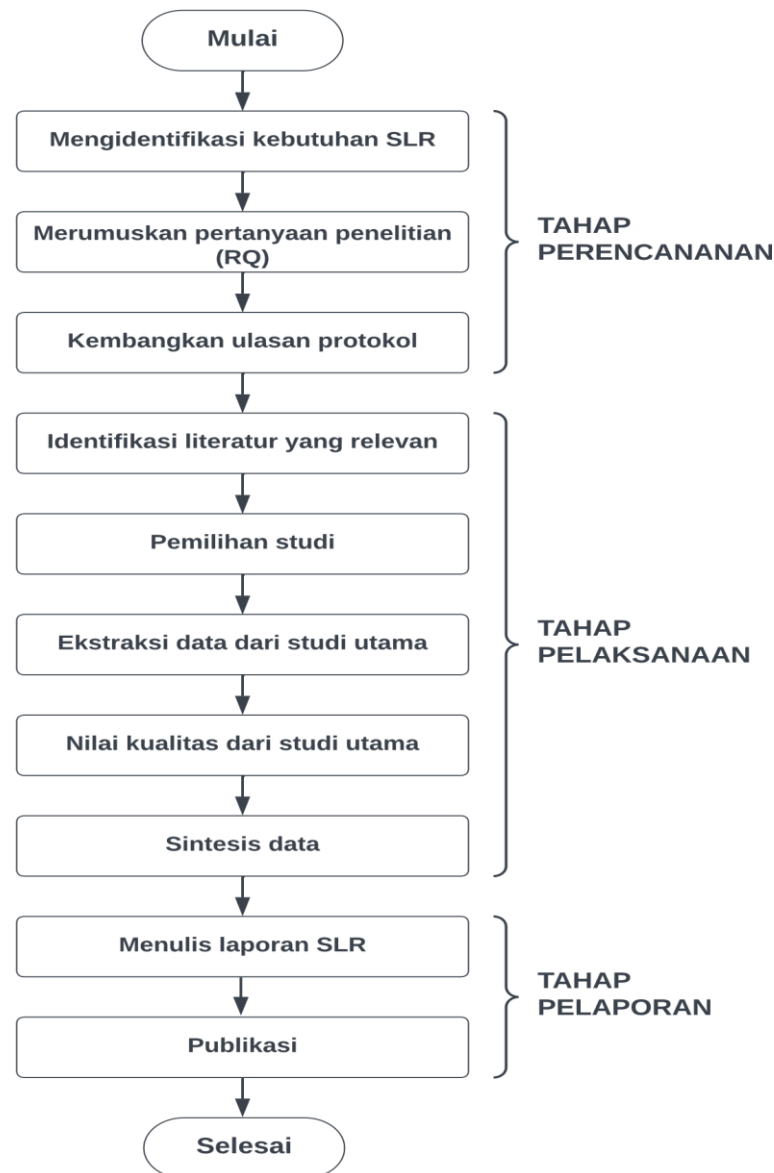 Mulai
Mengidentifikasi kebutuhan SLR
Merumuskan pertanyaan penelitian
(RQ)
Kembangkan ulasan protokol
TAHAP
PERENCANANAN
Identifikasi literatur yang relevan
Pemilihan studi
Ekstraksi data dari studi utama
Nilai kualitas dari studi utama
Sintesis data
TAHAP
PELAKSANAAN
Menulis laporan SLR
Publikasi
TAHAP
PELAPORAN
Selesai